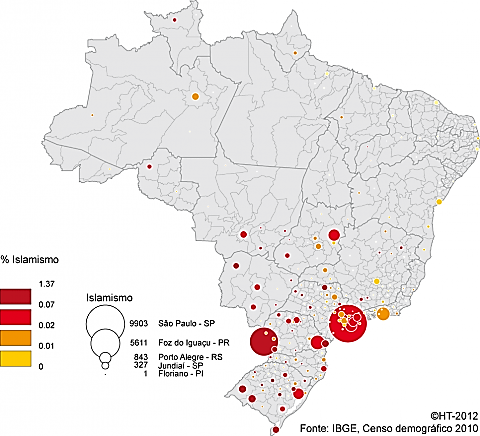 % Islamismo
1.37
0.07
0.02
0.01
0
Islamismo
9903 São Paulo - SP
5611 Foz do Iguaçu - PR
843 Porto Alegre - RS
327 Jundial - SP
1 Floriano - PI
©HT-2012
Fonte: IBGE, Censo demográfico 2010